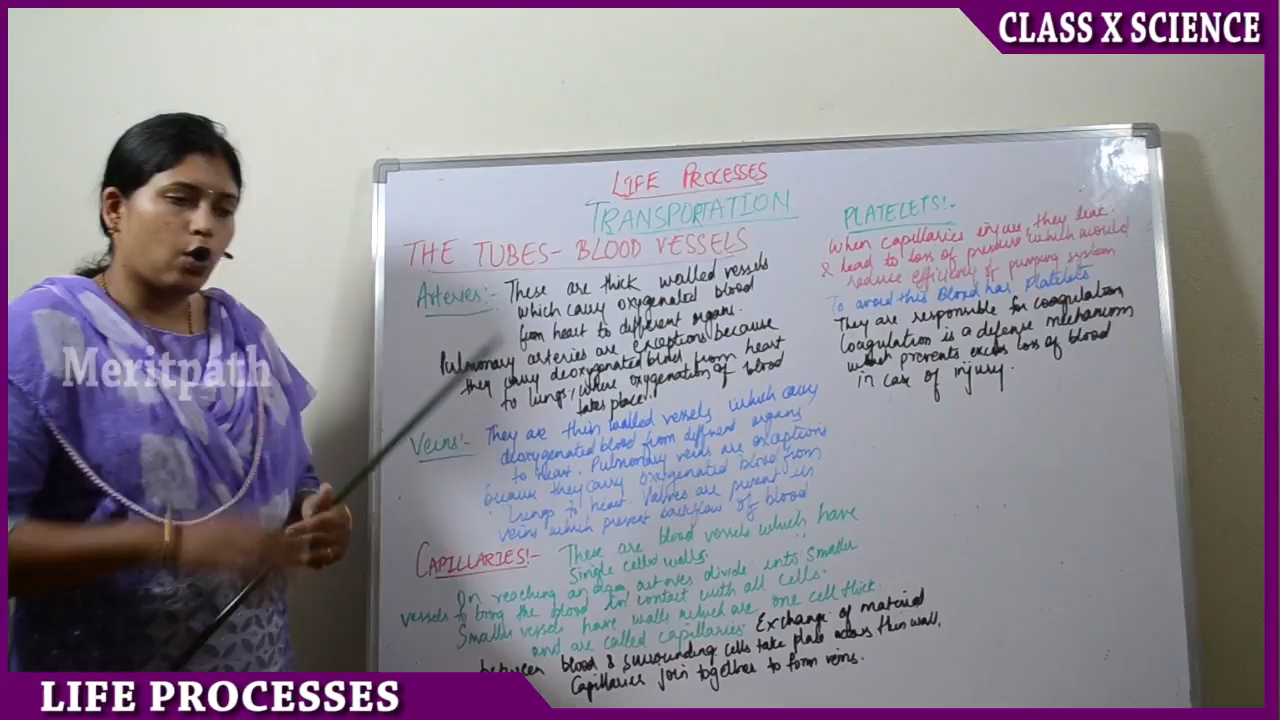 CLASS X SCIENCE
LIFE PROCESSES
TRANSPORTATION
THE TUBES- BLOOD VESSELS
Arteries:- These are thick walled vessels
which carry oxygenated blood
from heart to different organs.
Pulmonary arteries are exceptions because
they carry deoxygenated blood from heart
to lungs, where oxygenation of blood
takes place.
Veins:- They are thin walled vessels which carry
deoxygenated blood from different organs
to heart. Pulmonary veins are exceptions
because they carry oxygenated blood from
Lungs to heart. Valves are present in
veins which prevent backflow of blood
CAPILLARIES:- These are blood vessels which have
Single celled walls.
On reaching an organ, arteries divide into Smaller
vessels to bring the blood in contact with all cells.
Smaller vessels have walls which are one cell thick
and are called capillaries. Exchange of material
between blood & surrounding cells take place across thin wall.
Capillaries join together to form veins.
PLATELETS:-
When capillaries injure, they leak
& lead to loss of pressure which would
reduce efficiency of pumping system
To avoid this Blood has Platelets
They are responsible for coagulation
Coagulation is a defense mechanism
prevents excess loss of blood
in case of injury.
Meritpath
LIFE PROCESSES